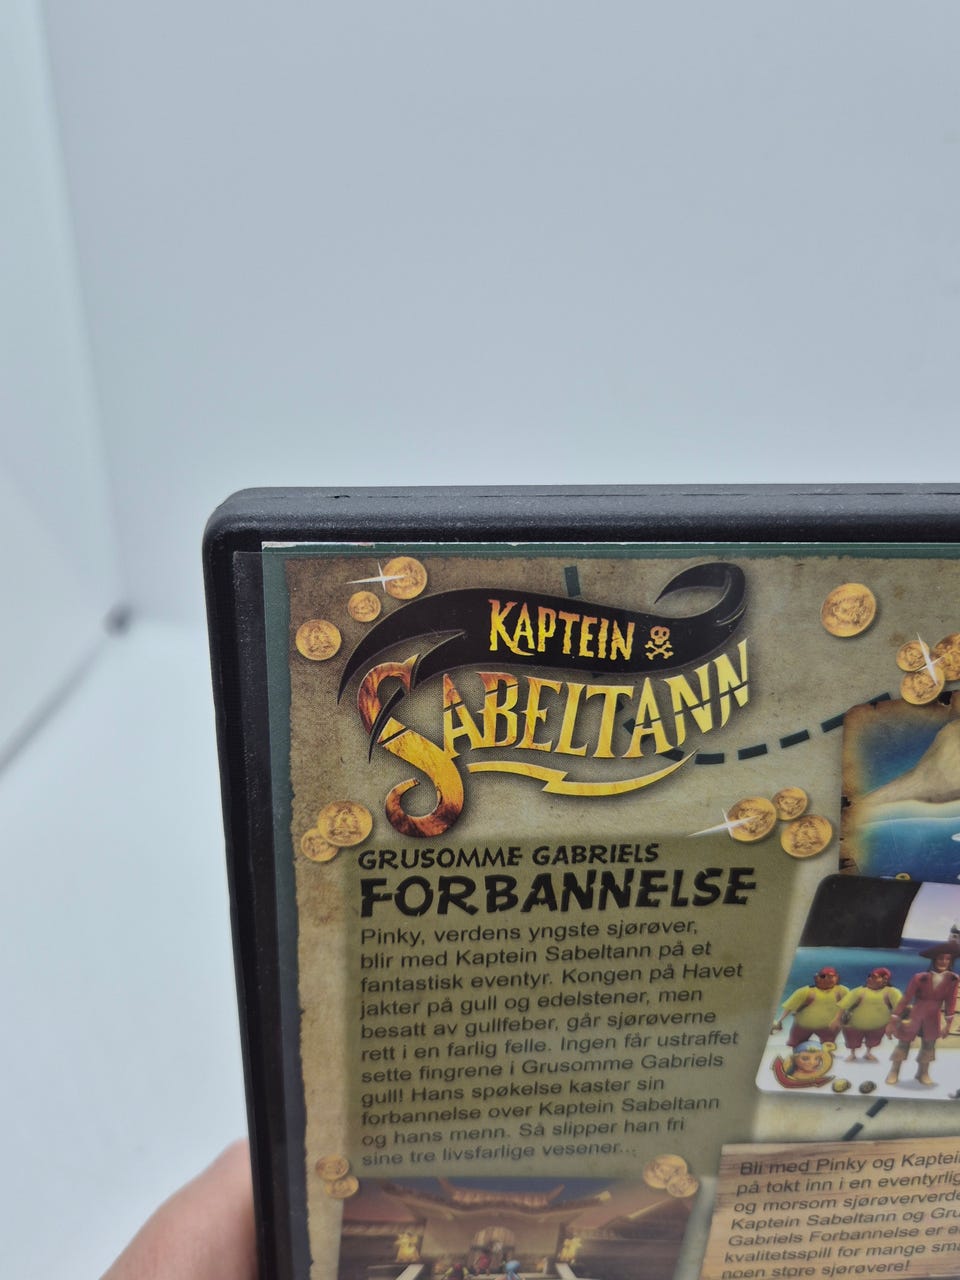 KAPTEIN
SABELTANN
GRUSOMME GABRIELS
FORBANNELSE
Pinky, verdens yngste sjørøver,
blir med Kaptein Sabeltann på et
fantastisk eventyr. Kongen på Havet
jakter på gull og edelstener, men
besatt av gullfeber, går sjørøverne
rett i en farlig felle. Ingen får ustraffet
sette fingrene i Grusomme Gabriels
gull! Hans spøkelse kaster sin
forbannelse over Kaptein Sabeltann
og hans menn. Så slipper han fri
sine tre livsfarlige vesener...
Bli med Pinky og Kaptein
på tokt inn i en eventyrlig
og morsom sjørøververde
Kaptein Sabeltann og Gru
Gabriels Forbannelse er e
kvalitetsspill for mange sm
noen store sjørøvere!